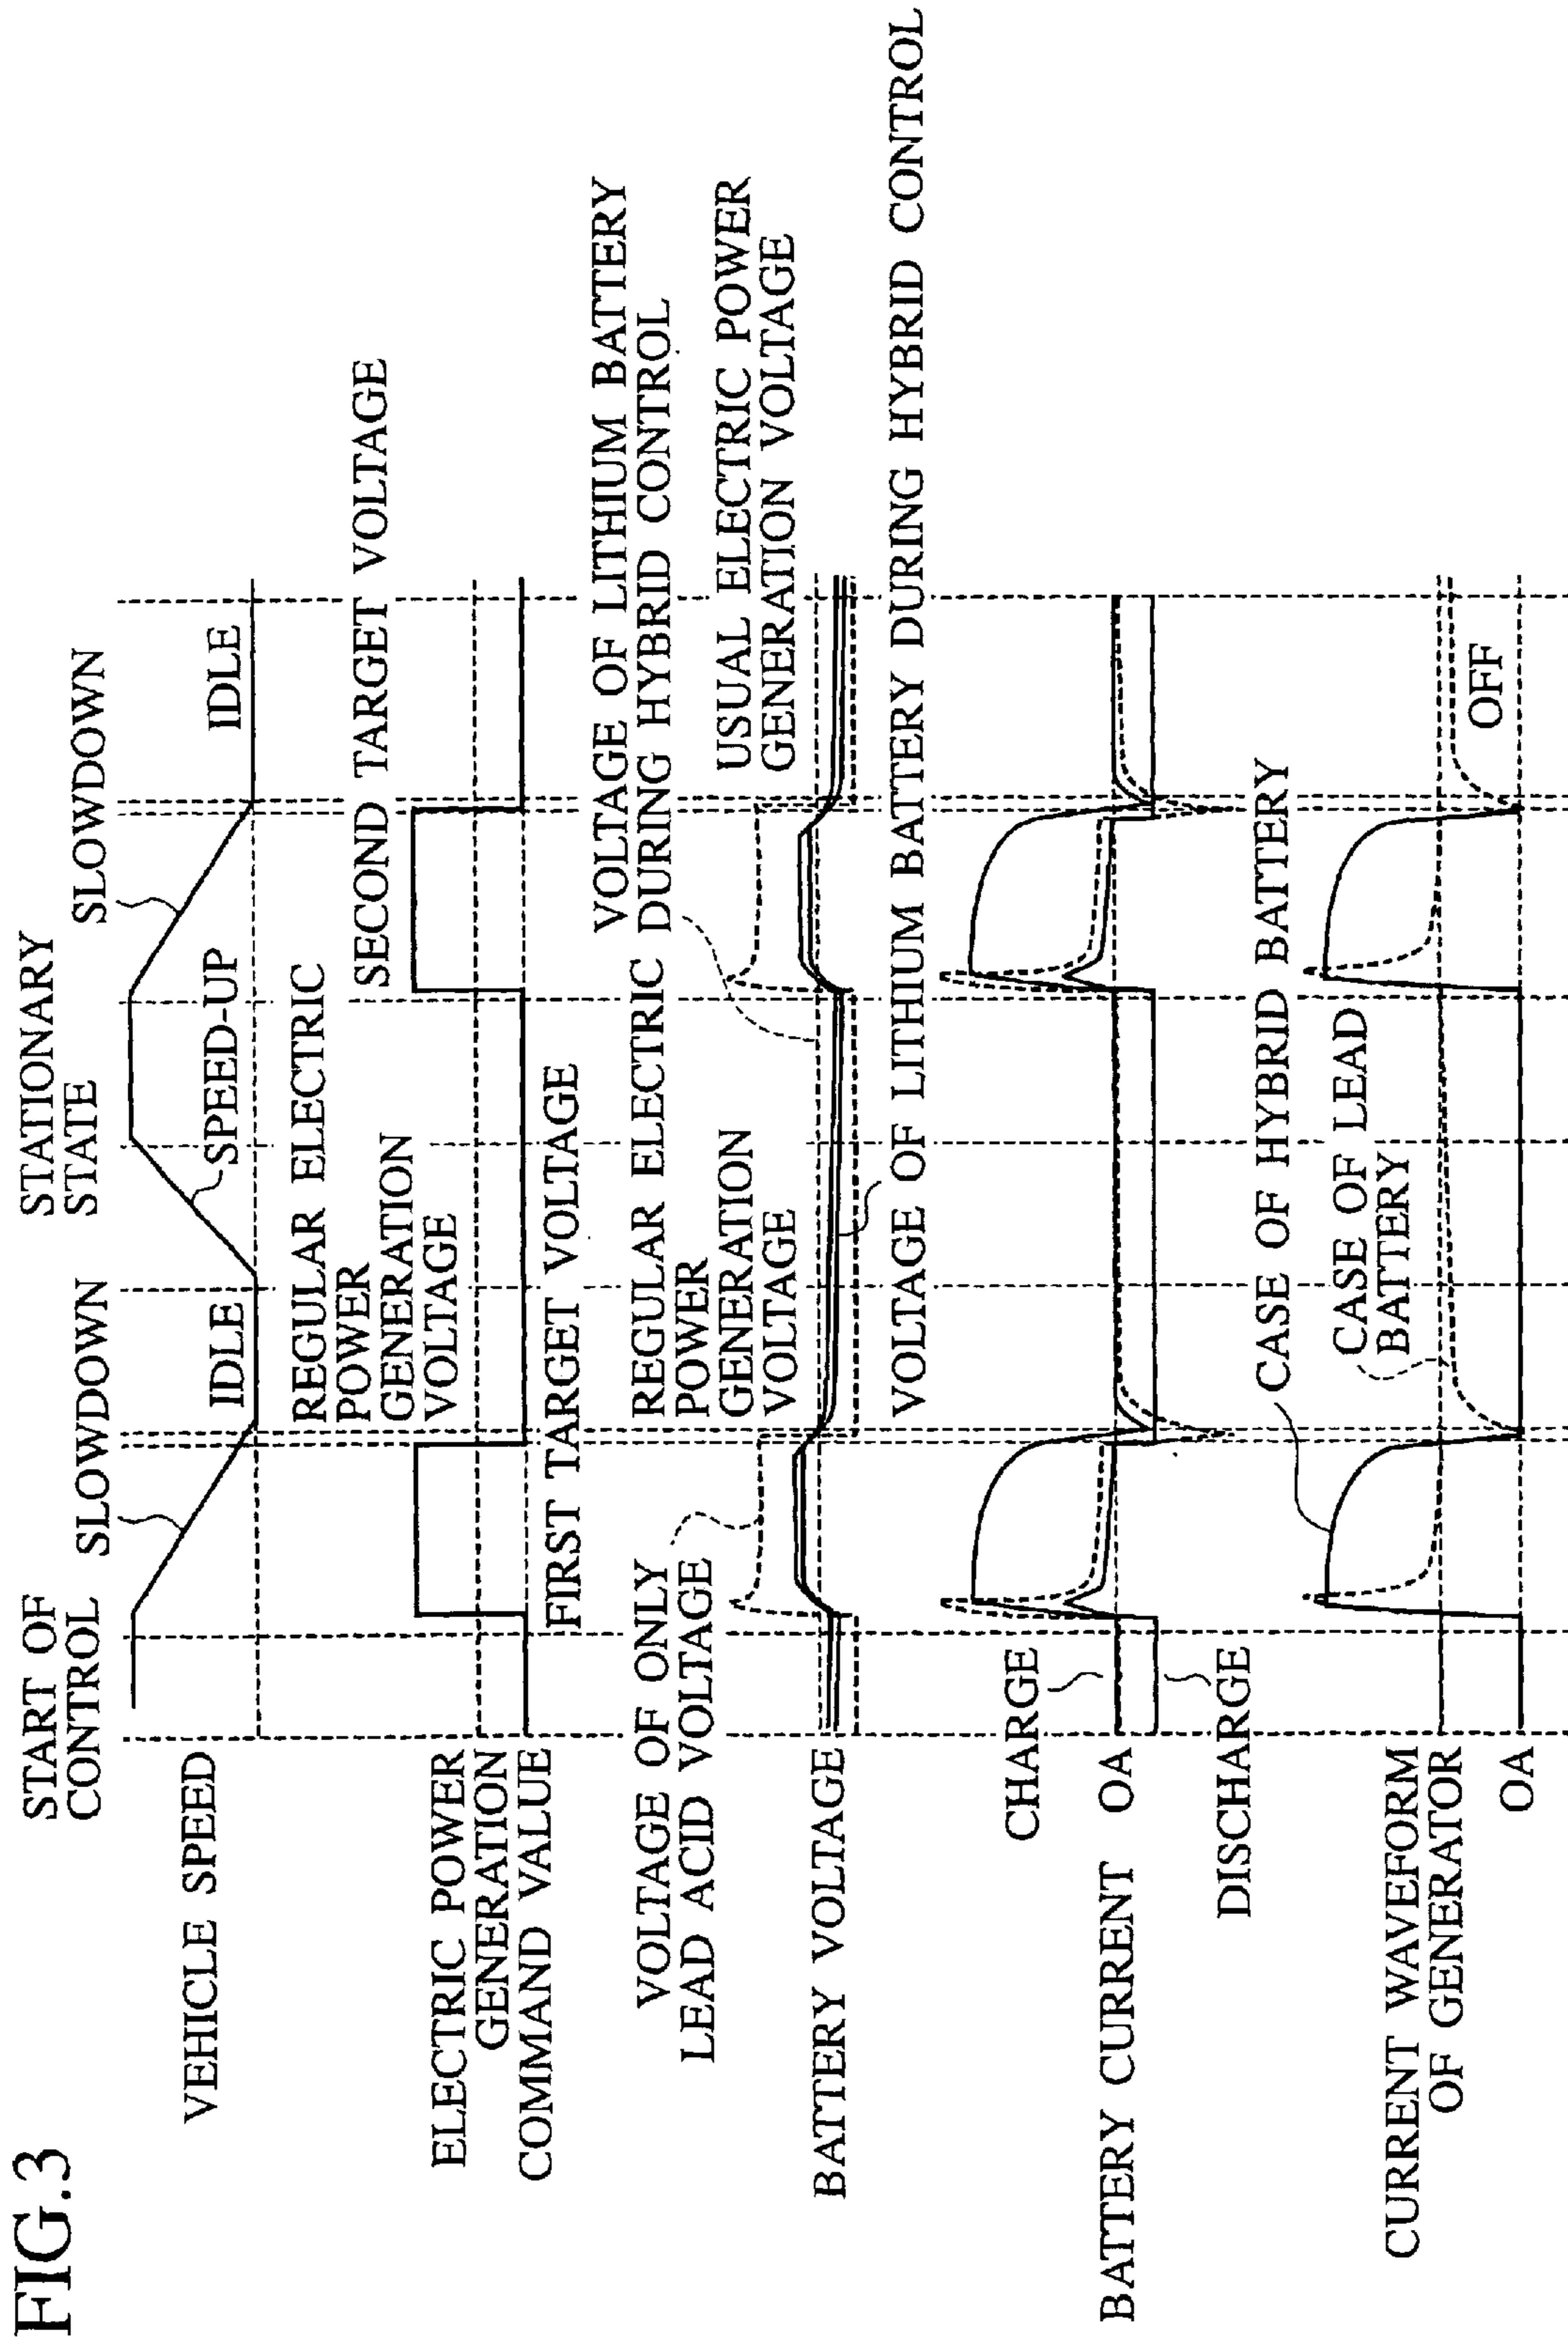 FIG.3
START OF
CONTROL
SLOWDOWN
STATIONARY
STATE
SLOWDOWN
VEHICLE SPEED
IDLE
SPEED-UP
IDLE
REGULAR ELECTRIC
POWER
GENERATION
VOLTAGE
SECOND TARGET VOLTAGE
ELECTRIC POWER
GENERATION
COMMAND VALUE
FIRST TARGET VOLTAGE
VOLTAGE OF ONLY
LEAD ACID VOLTAGE
REGULAR ELECTRIC
POWER
GENERATION
VOLTAGE
VOLTAGE OF LITHIUM BATTERY
DURING HYBRID CONTROL
USUAL ELECTRIC POWER
GENERATION VOLTAGE
BATTERY VOLTAGE
VOLTAGE OF LITHIUM BATTERY DURING HYBRID CONTROL
CHARGE
BATTERY CURRENT OA
DISCHARGE
CASE OF HYBRID BATTERY
CASE OF LEAD
BATTERY
CURRENT WAVEFORM
OF GENERATOR
OA
OFF